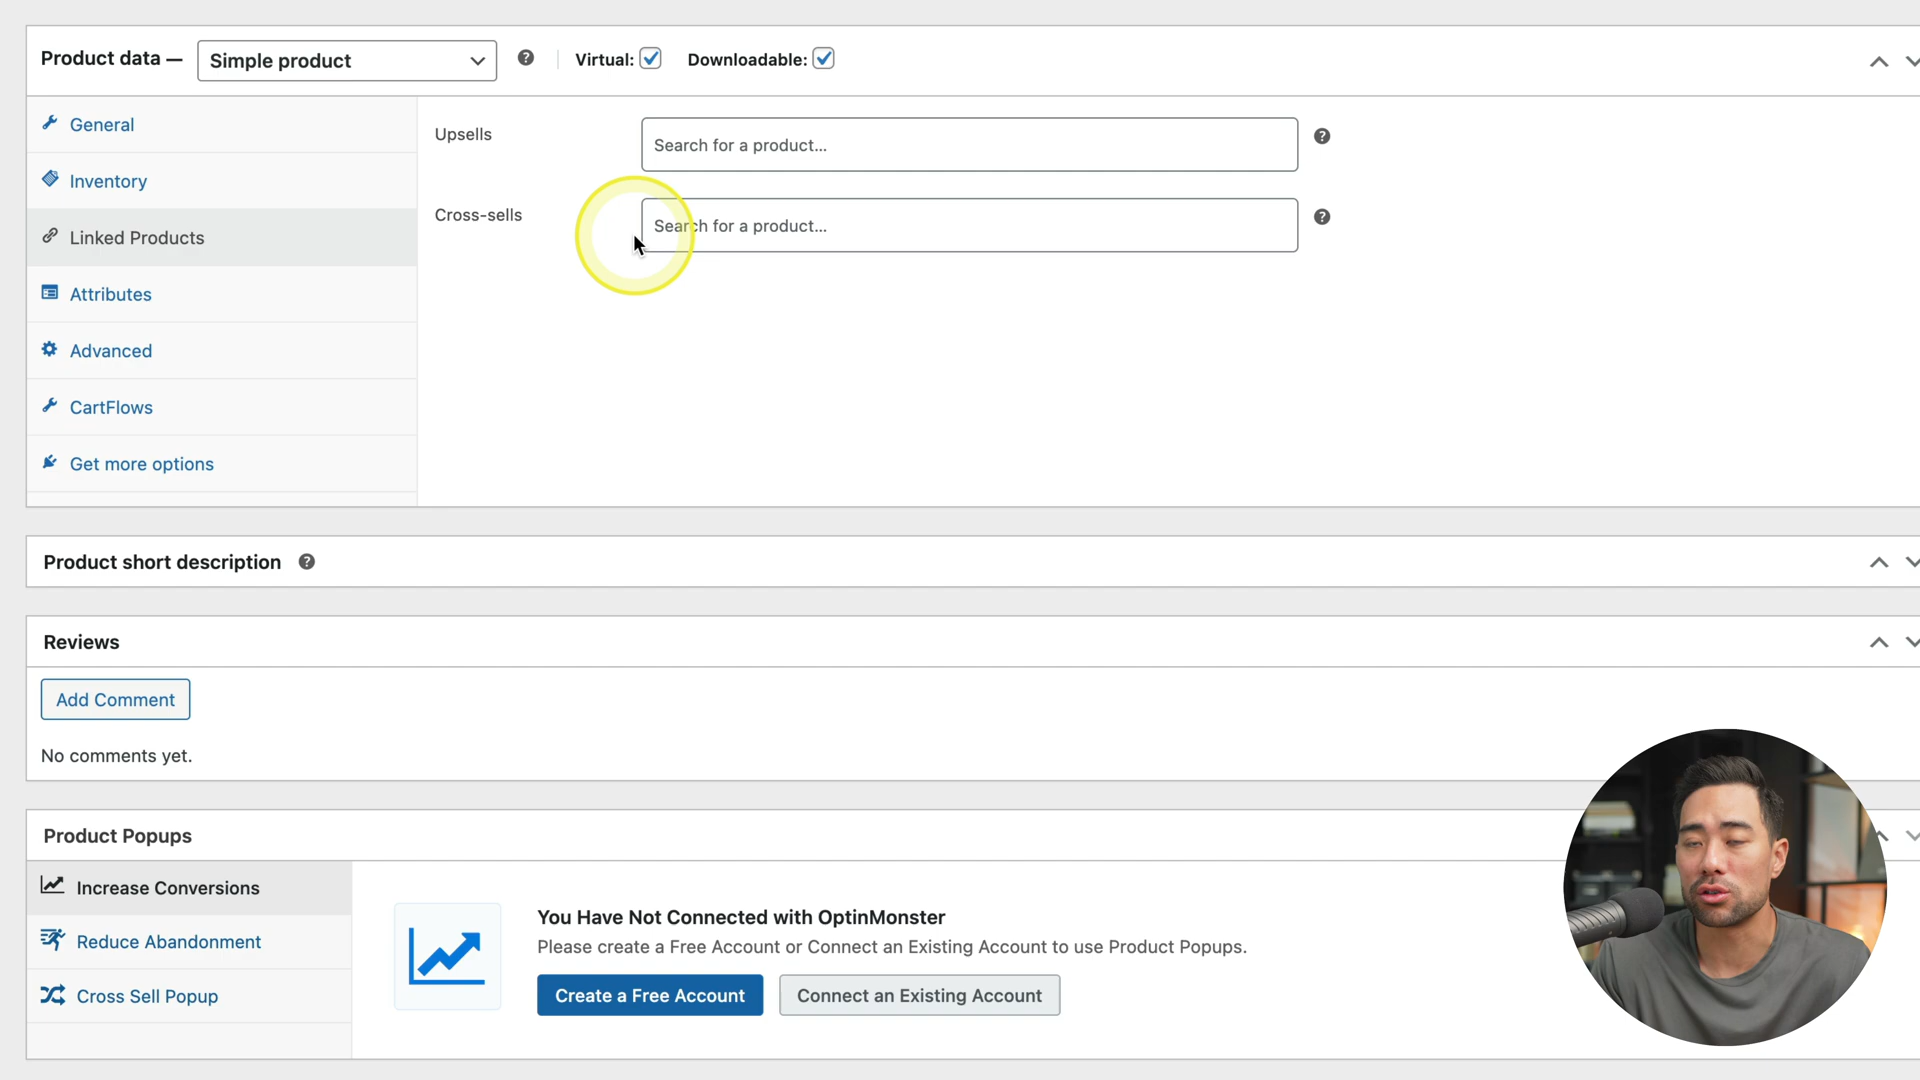 Product data — Simple product Virtual: Downloadable:
General
Inventory
Linked Products
Attributes
Advanced
CartFlows
Get more options
Upsells Search for a product...
Cross-sells Search for a product...
Product short description
Reviews
Add Comment
No comments yet.
Product Popups
Increase Conversions
Reduce Abandonment
Cross Sell Popup
You Have Not Connected with OptinMonster
Please create a Free Account or Connect an Existing Account to use Product Popups.
Create a Free Account Connect an Existing Account